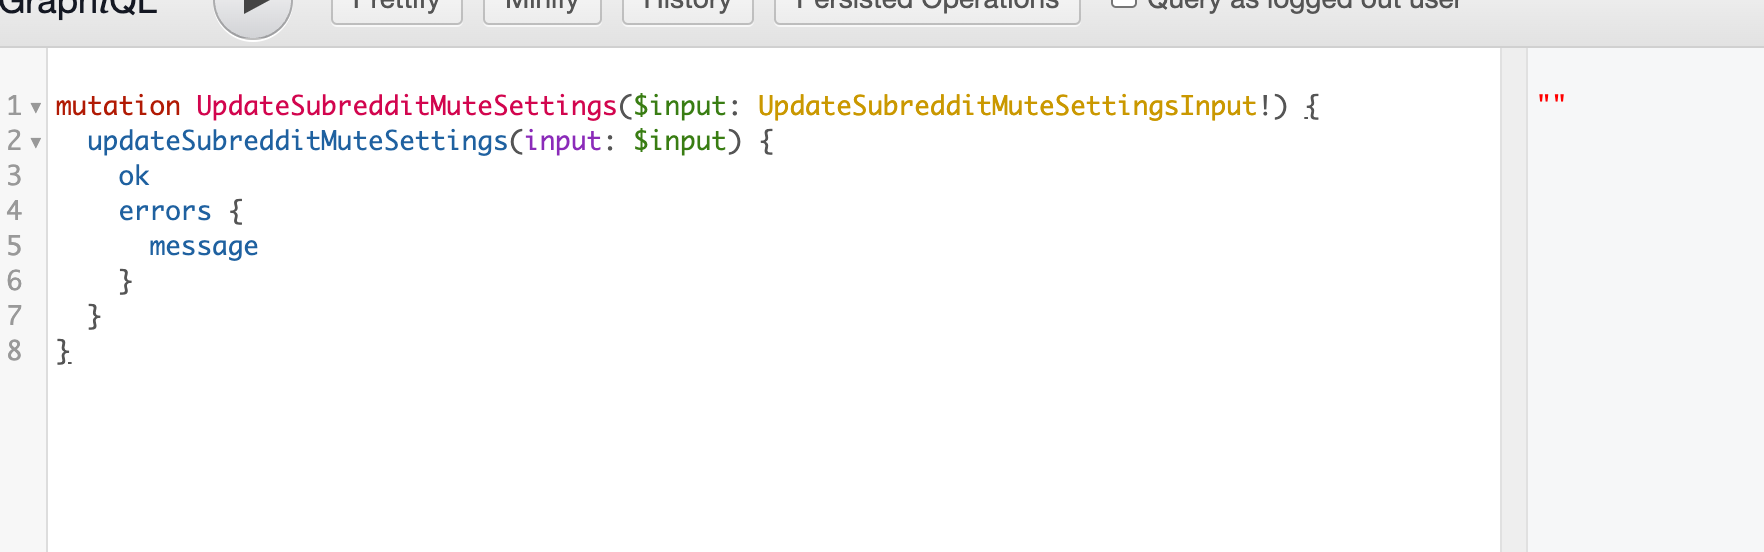 GraphiQL Prettify Minify History Persisted Operations Query as logged out user
1 mutation UpdateSubredditMuteSettings($input: UpdateSubredditMuteSettingsInput!) {
2 updateSubredditMuteSettings(input: $input) {
3 ok
4 errors {
5 message
6 }
7 }
8 }
""